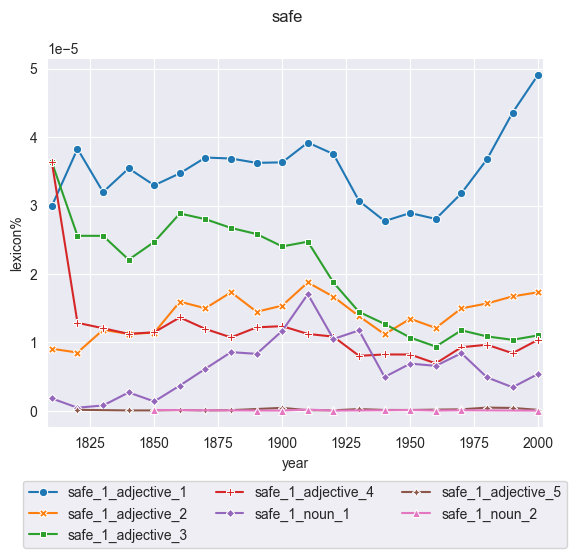 safe
1e−5
5
4
3
2
1
0
lexicon%
1825 1850 1875 1900 1925 1950 1975 2000
year
safe_1_adjective_1 safe_1_adjective_4 safe_1_adjective_5
safe_1_adjective_2 safe_1_noun_1 safe_1_noun_2
safe_1_adjective_3